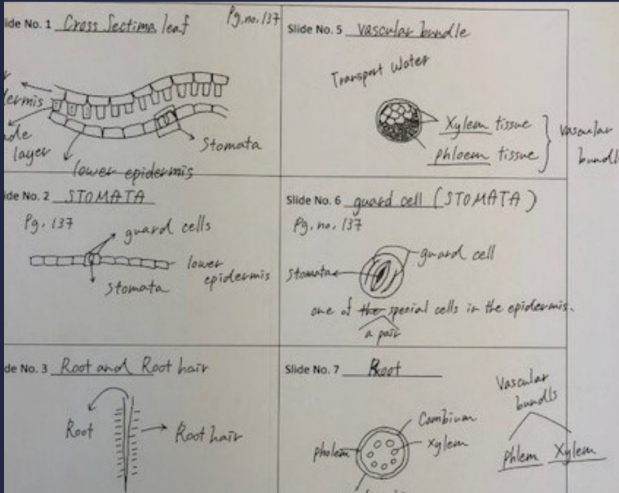 ide No. 1 Cross Sectima leaf
Pg.no.137
ermis
ade
layer
lower epidermis
Stomata
Slide No. 5 vascular bundle
Transport Water
Xylem tissue
phloem tissue
vascular
bundl
ide No. 2 STOMATA
Pg. 137
guard cells
lower
epidermis
Stomata
Slide No. 6 guard cell (STOMATA)
Pg. no. 137
guard cell
Stomata
one of the special cells in the epidermis.
a pair
de No. 3 Root and Root hair
Root
Root hair
Slide No. 7 Root
Vascular
bundls
Phlem Xylem
Combium
Xylem
Pholem